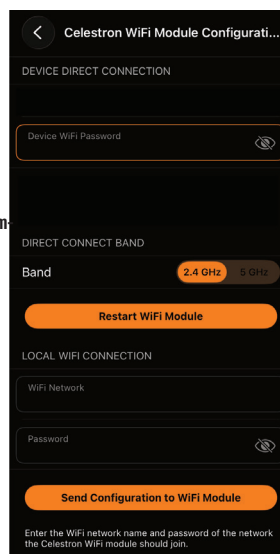 Celestron WiFi Module Configurati...
DEVICE DIRECT CONNECTION
Device WiFi Password
DIRECT CONNECT BAND
Band
2.4 GHz
5 GHz
Restart WiFi Module
LOCAL WIFI CONNECTION
WiFi Network
Password
Send Configuration to WiFi Module
Enter the WiFi network name and password of the network
the Celestron WiFi module should join.